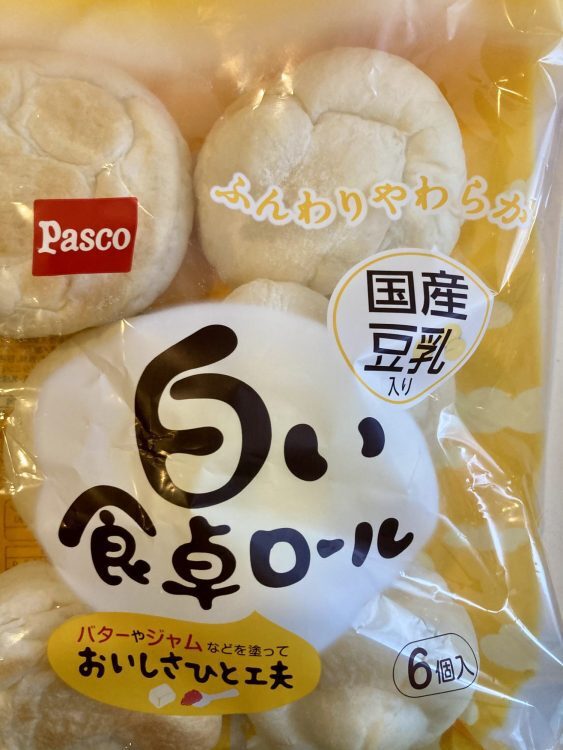 ふんわりやわらか
Pasco
国産
豆乳
入り
白い
食卓ロール
バターやジャムなどを塗って
おいしさひと工夫
6個入